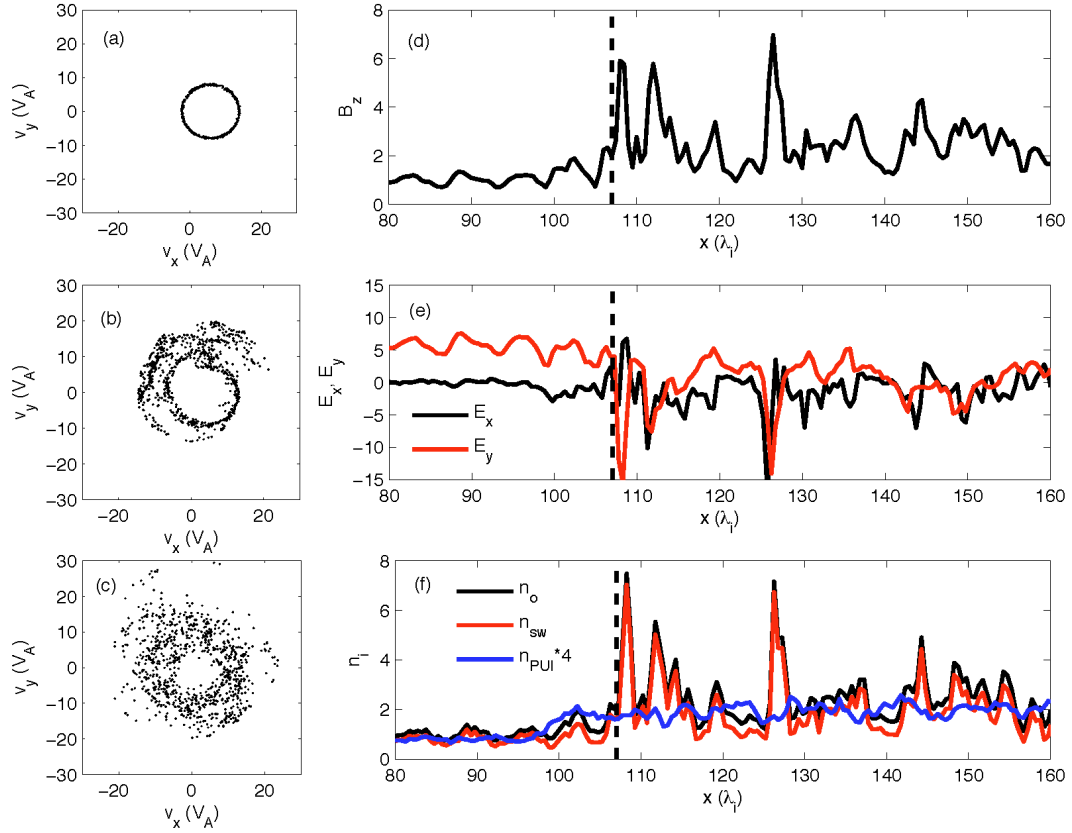 (a)
30
20
10
0
−10
−20
−30
v_y (V_A)
−20 0 20
v_x (V_A)
(d)
8
6
4
2
0
B_z
80 90 100 110 120 130 140 150 160
x (λ_i)
(b)
30
20
10
0
−10
−20
−30
v_y (V_A)
−20 0 20
v_x (V_A)
(e)
15
10
5
0
−5
−10
−15
E_x, E_y
E_x
E_y
80 90 100 110 120 130 140 150 160
x (λ_i)
(c)
30
20
10
0
−10
−20
−30
v_y (V_A)
−20 0 20
v_x (V_A)
(f)
8
6
4
2
0
n_i
n_o
n_sw
n_PUI*4
80 90 100 110 120 130 140 150 160
x (λ_i)